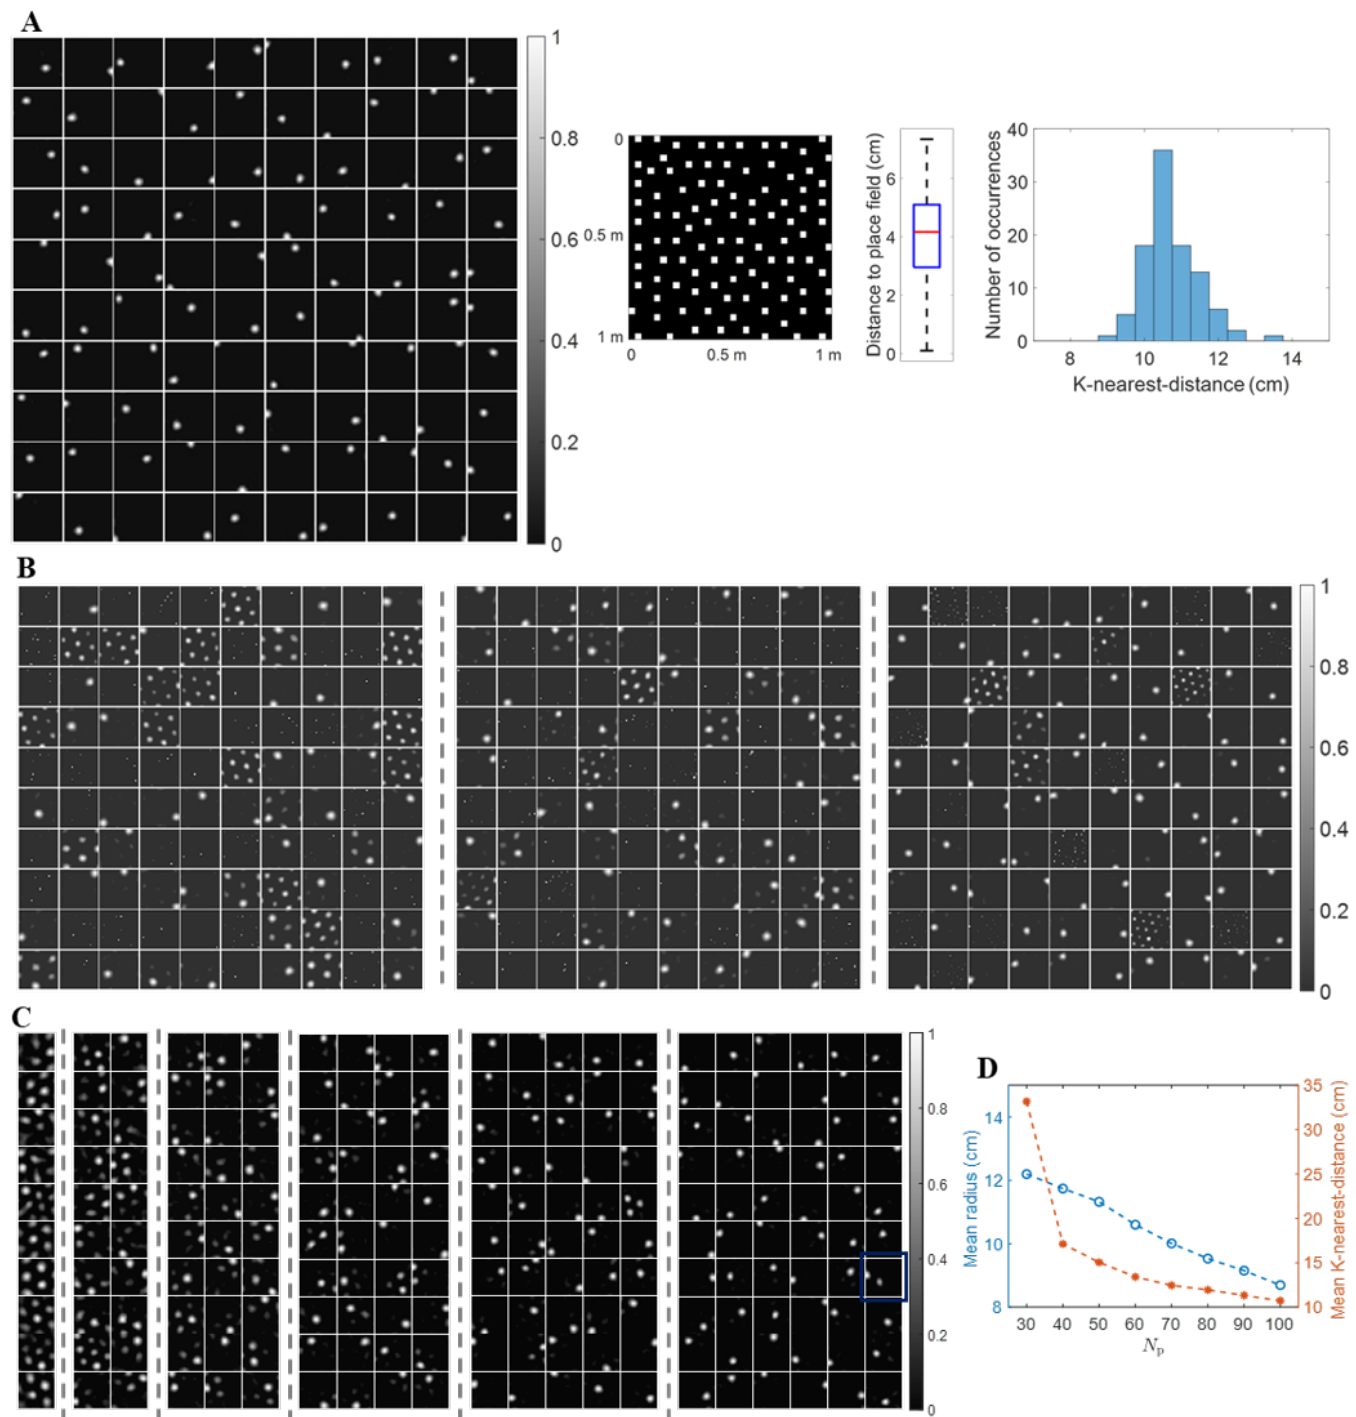 A
1
0.8
0.6
0.4
0.2
0
0
0.5 m
1 m
0
0.5 m
1 m
Distance to place field (cm)
6
4
2
0
Number of occurrences
40
30
20
10
0
8
10
12
14
K-nearest-distance (cm)
B
1
0.8
0.6
0.4
0.2
0
C
1
0.8
0.6
0.4
0.2
0
D
Mean radius (cm)
14
12
10
8
35
30
25
20
15
10
Mean K-nearest-distance (cm)
30 40 50 60 70 80 90 100
Np